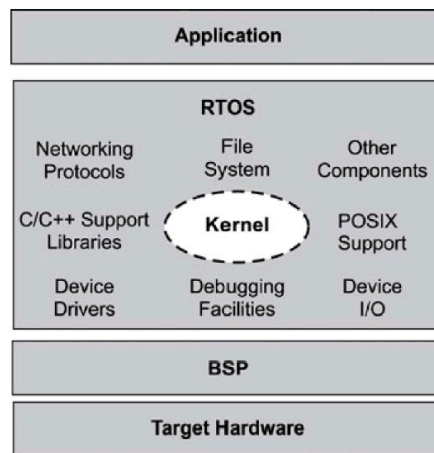 Application
RTOS
Networking
Protocols
File
System
Other
Components
C/C++ Support
Libraries
Kernel
POSIX
Support
Device
Drivers
Debugging
Facilities
Device
I/O
BSP
Target Hardware